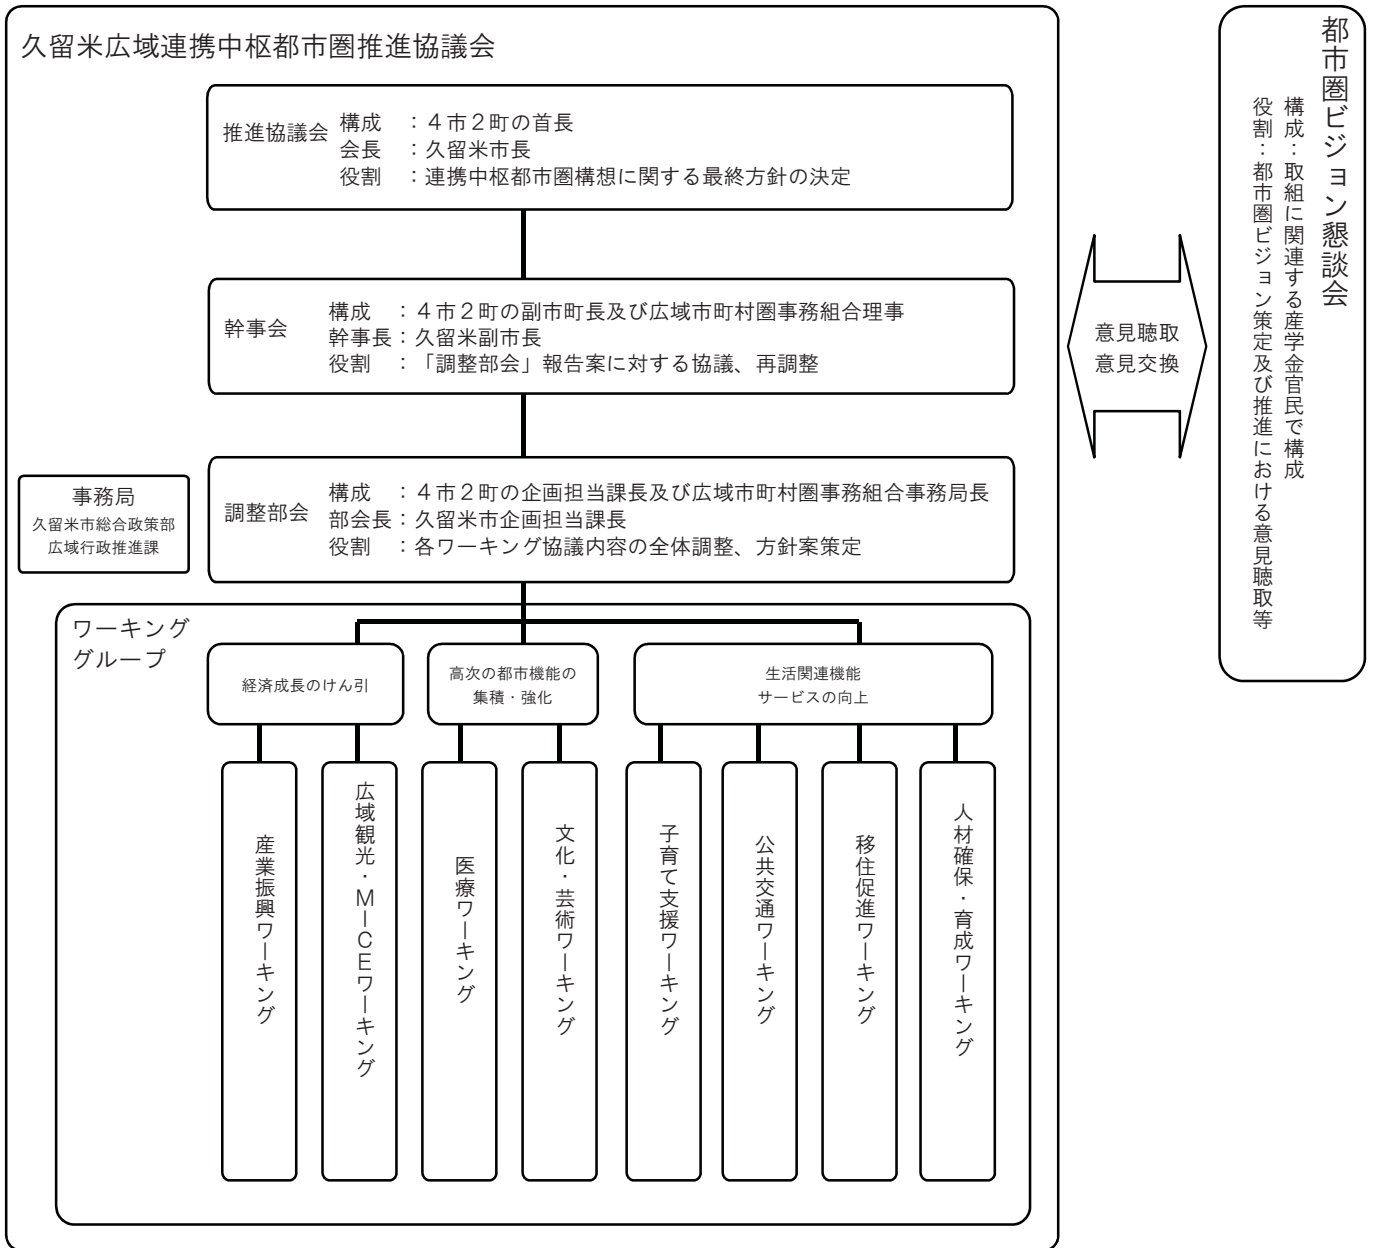 久留米広域連携中枢都市圏推進協議会
推進協議会
構成　：４市２町の首長
会長　：久留米市長
役割　：連携中枢都市圏構想に関する最終方針の決定
幹事会
構成　：４市２町の副市町長及び広域市町村圏事務組合理事
幹事長：久留米副市長
役割　：「調整部会」報告案に対する協議、再調整
事務局
久留米市総合政策部
広域行政推進課
調整部会
構成　：４市２町の企画担当課長及び広域市町村圏事務組合事務局長
部会長：久留米市企画担当課長
役割　：各ワーキング協議内容の全体調整、方針案策定
ワーキング
グループ
経済成長のけん引
高次の都市機能の
集積・強化
生活関連機能
サービスの向上
産業振興ワーキング
広域観光・ＭＩＣＥワーキング
医療ワーキング
文化・芸術ワーキング
子育て支援ワーキング
公共交通ワーキング
移住促進ワーキング
人材確保・育成ワーキング
意見聴取
意見交換
都市圏ビジョン懇談会
構成：取組に関連する産学金官民で構成
役割：都市圏ビジョン策定及び推進における意見聴取等